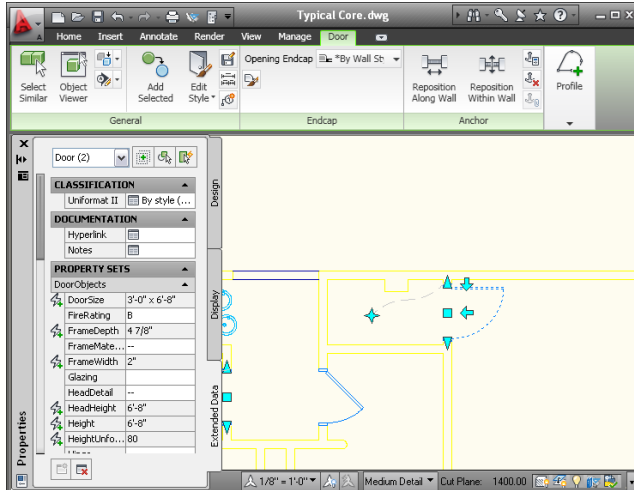 Typical Core.dwg
Home Insert Annotate Render View Manage Door
Select Similar
Object Viewer
Add Selected
Edit Style
Opening Endcap *By Wall St
Reposition Along Wall
Reposition Within Wall
Profile
General Endcap Anchor
Door (2)
CLASSIFICATION
Uniformat II By style (...
DOCUMENTATION
Hyperlink
Notes
PROPERTY SETS
DoorObjects
DoorSize 3'-0" x 6'-8"
FireRating B
FrameDepth 4 7/8"
FrameMate... --
FrameWidth 2"
Glazing
HeadDetail --
HeadHeight 6'-8"
Height 6'-8"
HeightUnfo... 80
Design
Display
Extended Data
Properties
1/8" = 1'-0" Medium Detail Cut Plane: 1400.00